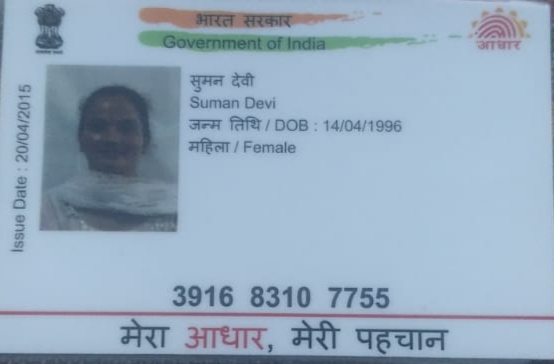 भारत सरकार
Government of India
आधार
Issue Date : 20/04/2015
सुमन देवी
Suman Devi
जन्म तिथि / DOB : 14/04/1996
महिला / Female
3916 8310 7755
मेरा आधार, मेरी पहचान